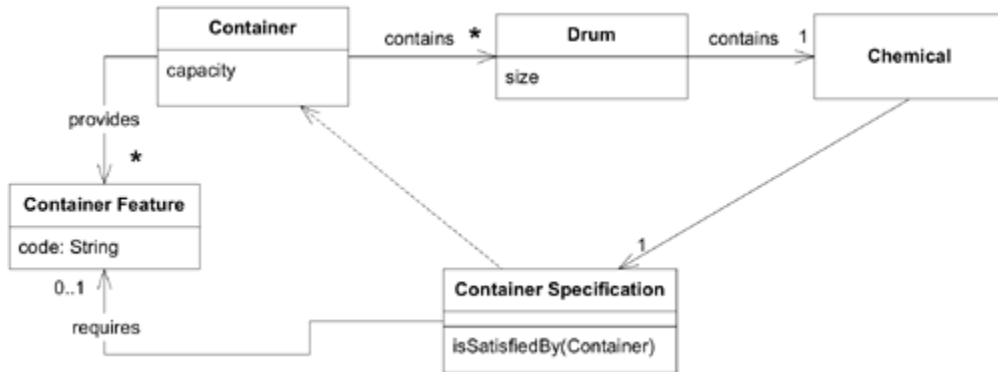 Container
capacity
contains
*
Drum
size
contains
1
Chemical
provides
*
Container Feature
code: String
0..1
requires
1
Container Specification
isSatisfiedBy(Container)